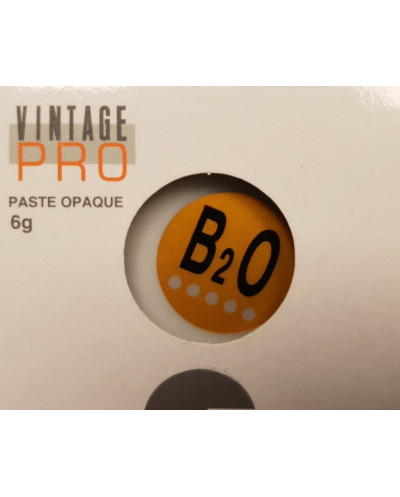 VINTAGE
PRO
PASTE OPAQUE
6g
B2O